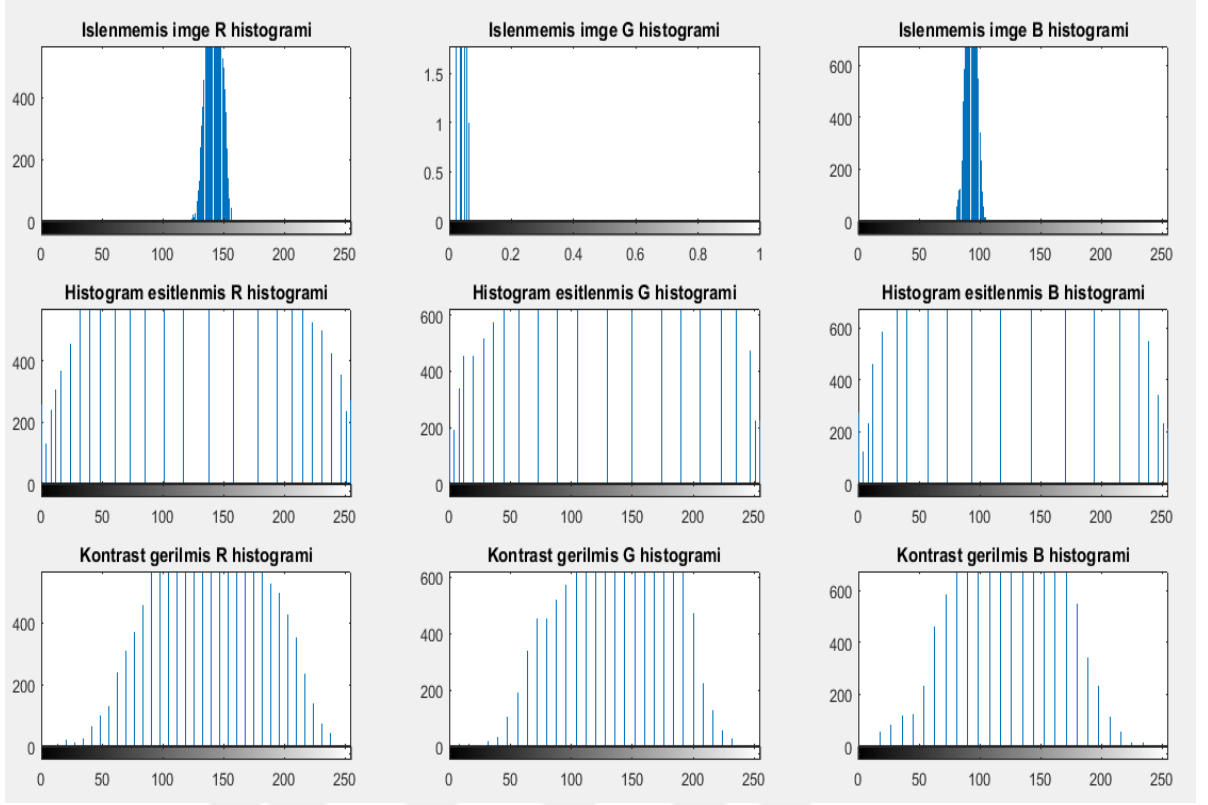 Islenmemis imge R histogrami
400
200
0
0 50 100 150 200 250
Islenmemis imge G histogrami
1.5
1
0.5
0
0 0.2 0.4 0.6 0.8 1
Islenmemis imge B histogrami
600
400
200
0
0 50 100 150 200 250
Histogram esitlenmis R histogrami
400
200
0
0 50 100 150 200 250
Histogram esitlenmis G histogrami
600
400
200
0
0 50 100 150 200 250
Histogram esitlenmis B histogrami
600
400
200
0
0 50 100 150 200 250
Kontrast gerilmis R histogrami
400
200
0
0 50 100 150 200 250
Kontrast gerilmis G histogrami
600
400
200
0
0 50 100 150 200 250
Kontrast gerilmis B histogrami
600
400
200
0
0 50 100 150 200 250